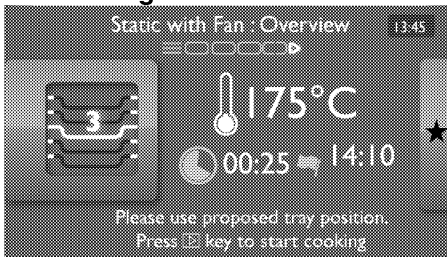 Static with Fan : Overview 13:45
3
175°C
00:25 14:10
Please use proposed tray position.
Press key to start cooking